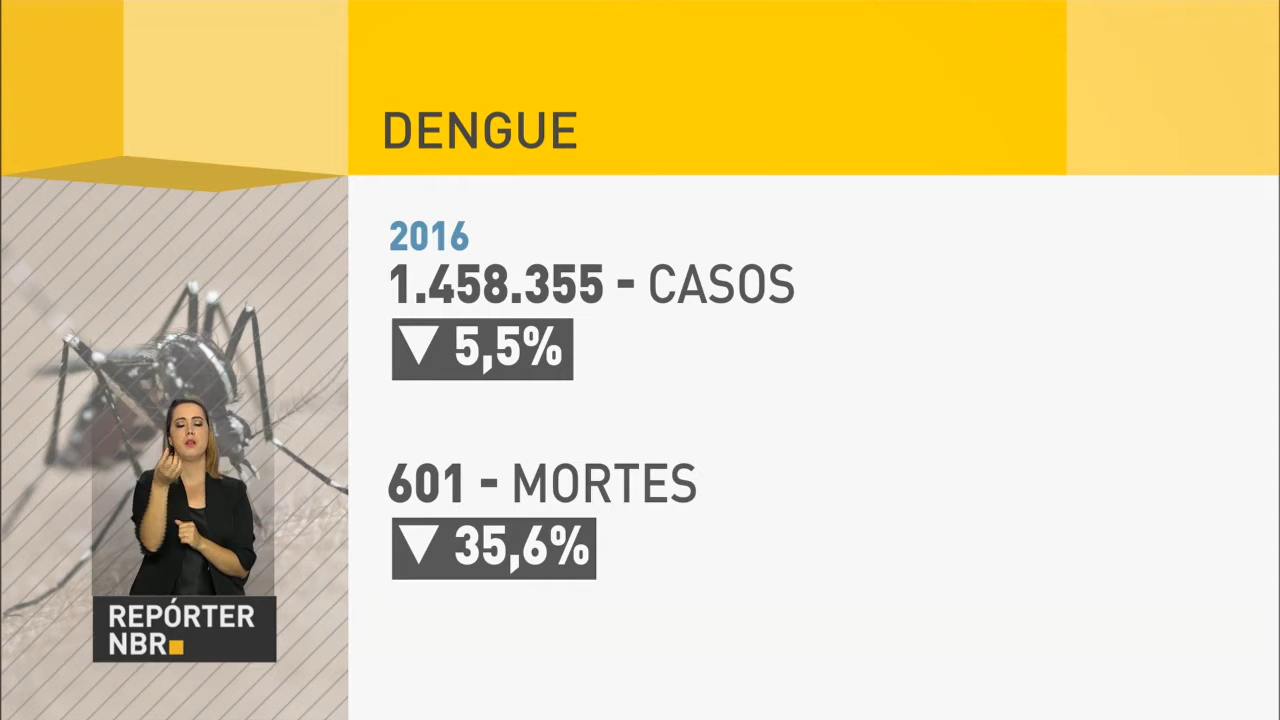 DENGUE
2016
1.458.355 - CASOS
▼ 5,5%
601 - MORTES
▼ 35,6%
REPÓRTER
NBR